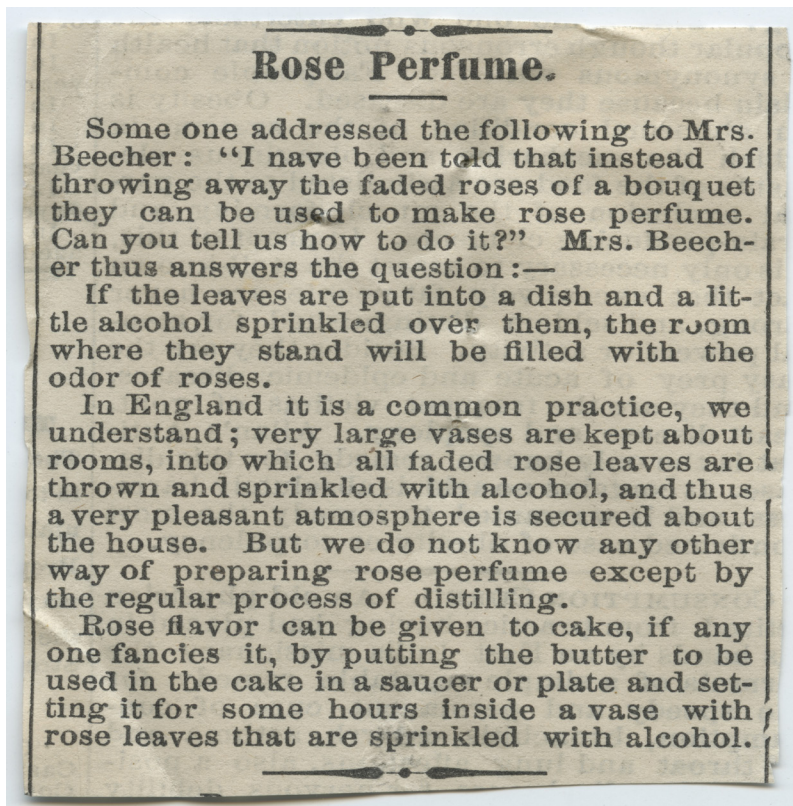 Rose Perfume.
Some one addressed the following to Mrs.
Beecher: "I nave been told that instead of
throwing away the faded roses of a bouquet
they can be used to make rose perfume.
Can you tell us how to do it?" Mrs. Beech-
er thus answers the question:—
If the leaves are put into a dish and a lit-
tle alcohol sprinkled over them, the room
where they stand will be filled with the
odor of roses.
In England it is a common practice, we
understand; very large vases are kept about
rooms, into which all faded rose leaves are
thrown and sprinkled with alcohol, and thus
a very pleasant atmosphere is secured about
the house. But we do not know any other
way of preparing rose perfume except by
the regular process of distilling.
Rose flavor can be given to cake, if any
one fancies it, by putting the butter to be
used in the cake in a saucer or plate and set-
ting it for some hours inside a vase with
rose leaves that are sprinkled with alcohol.